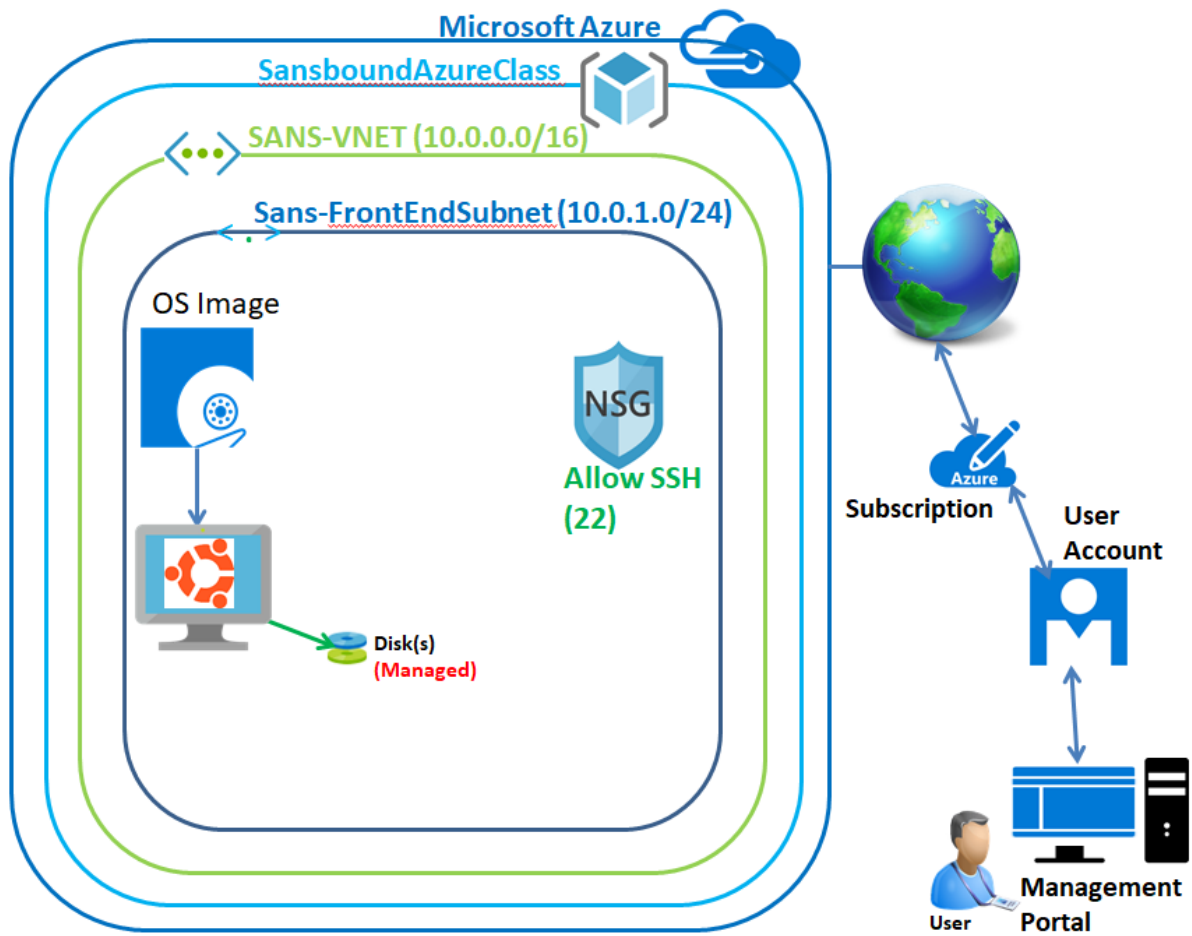 Microsoft Azure
SansboundAzureClass
SANS-VNET (10.0.0.0/16)
Sans-FrontEndSubnet (10.0.1.0/24)
OS Image
NSG
Allow SSH
(22)
Disk(s)
(Managed)
Azure
Subscription
User
Account
Management
Portal
User